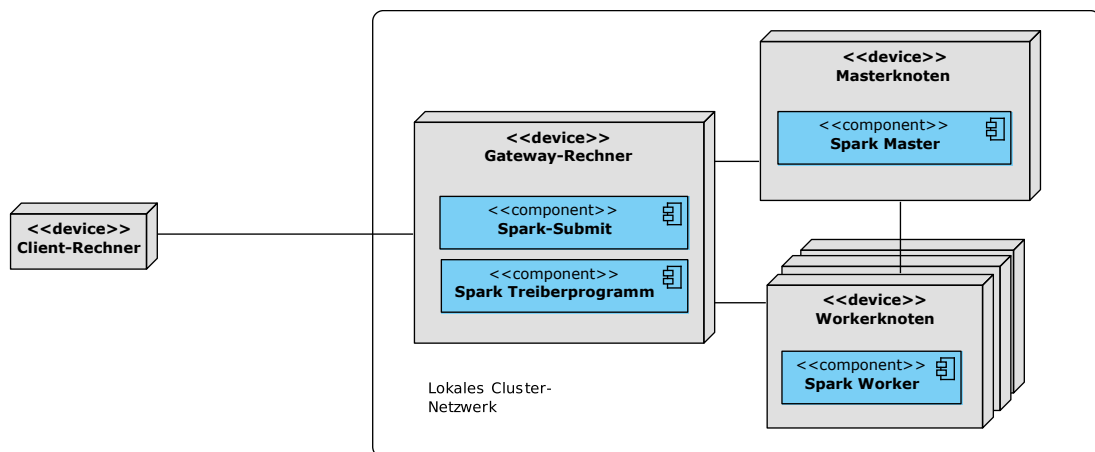 <<device>>
Client-Rechner
<<device>>
Gateway-Rechner
<<component>>
Spark-Submit
<<component>>
Spark Treiberprogramm
Lokales Cluster-
Netzwerk
<<device>>
Masterknoten
<<component>>
Spark Master
<<device>>
Workerknoten
<<component>>
Spark Worker